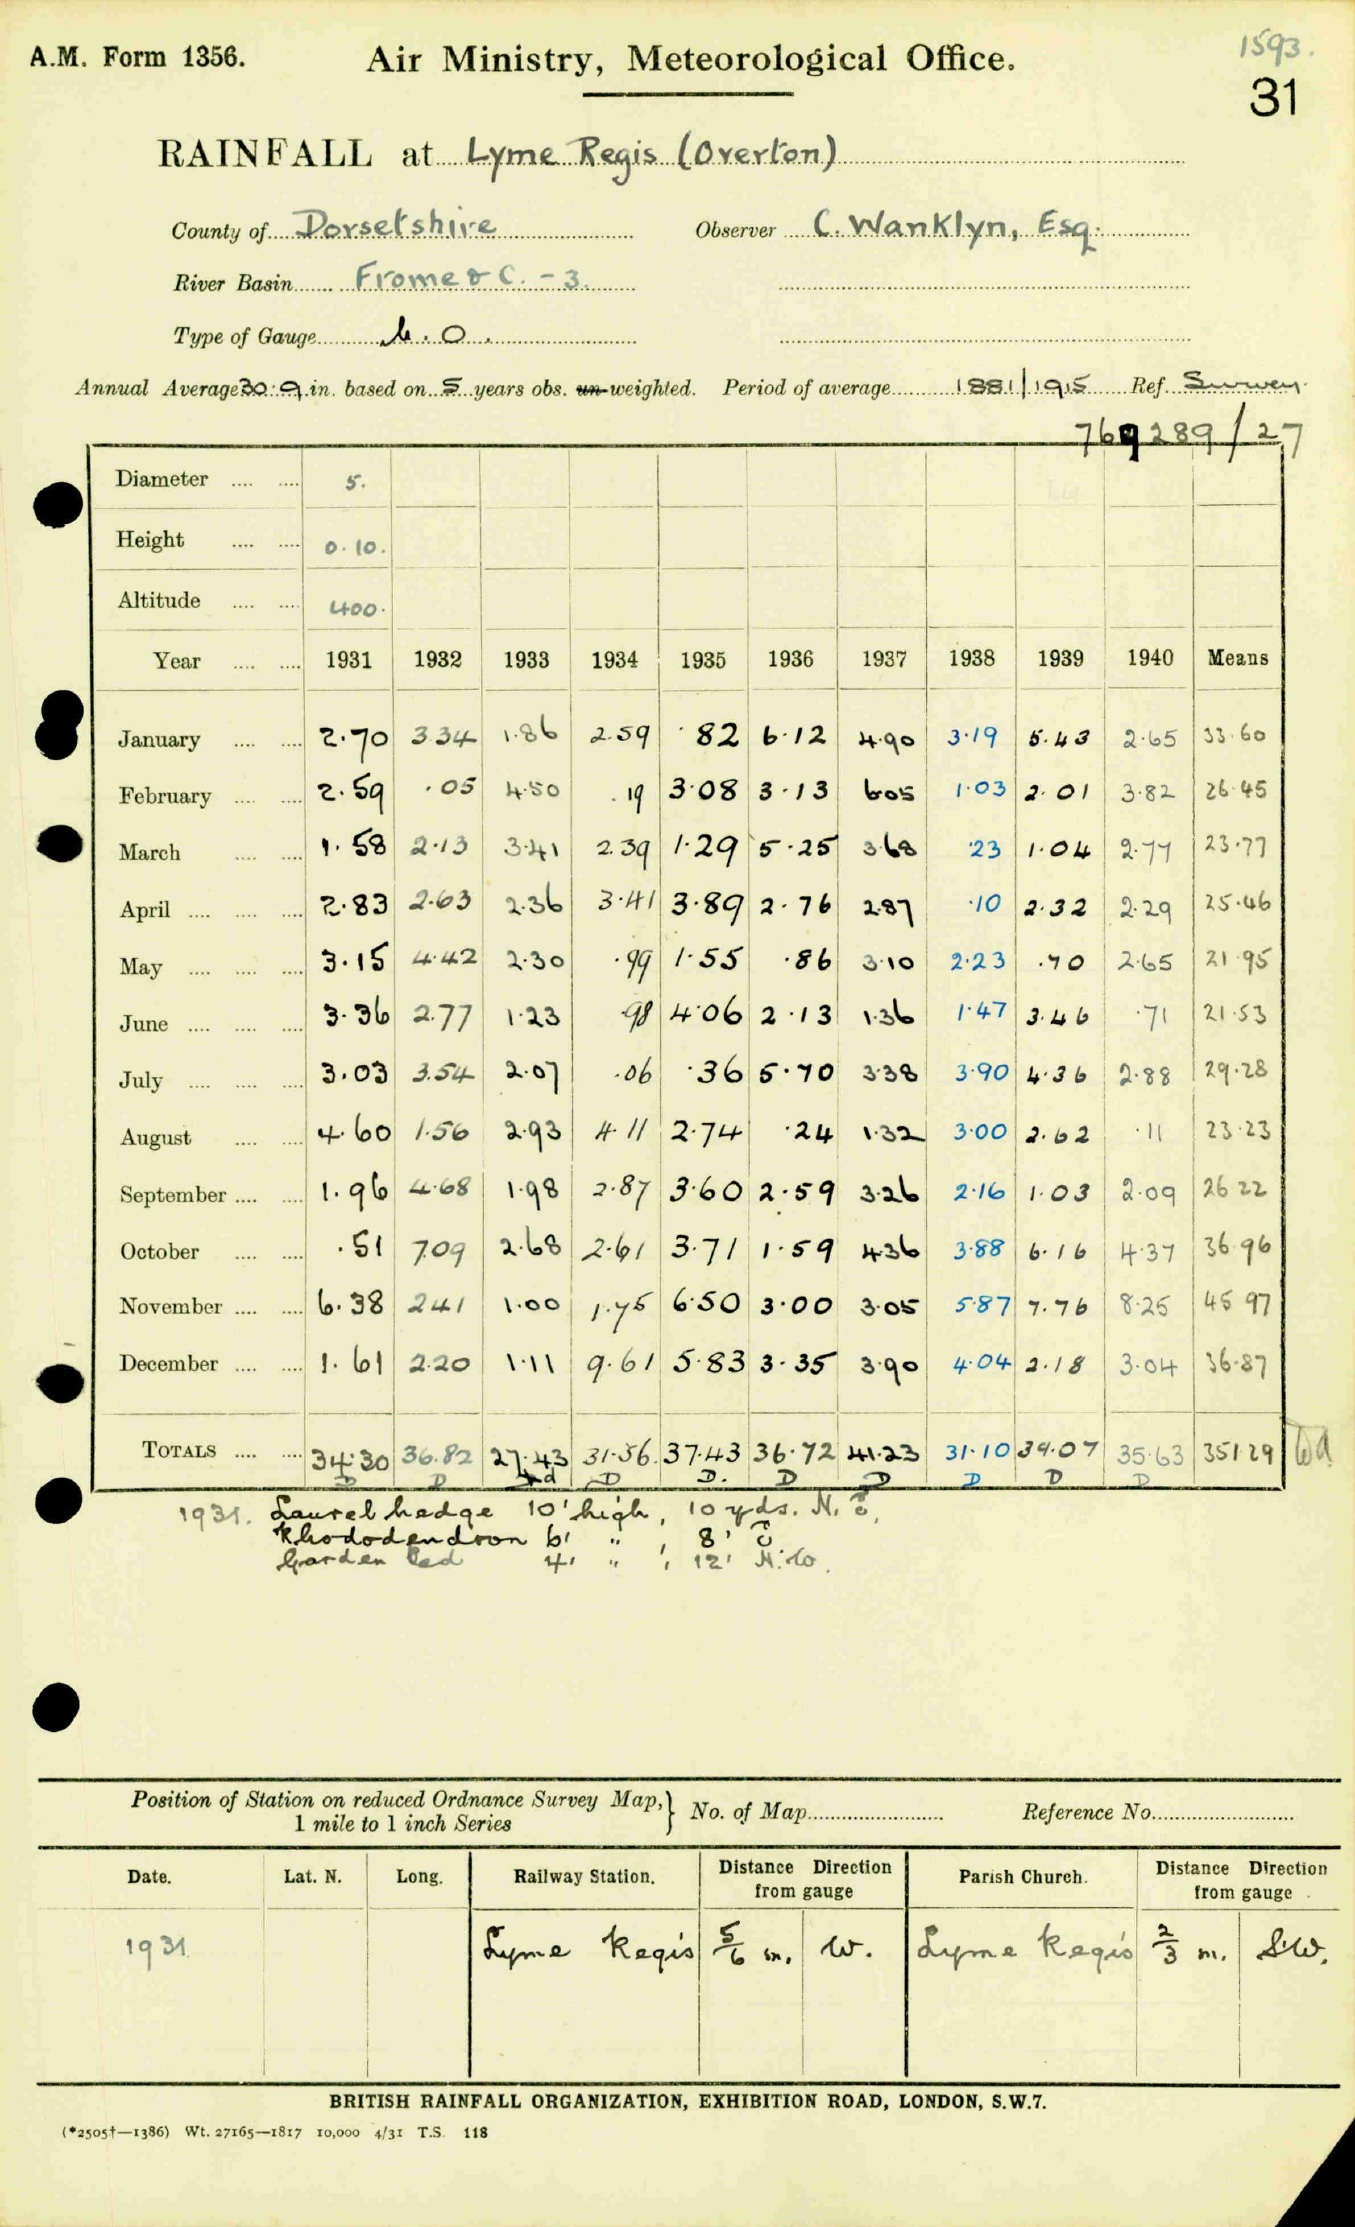 1593.
A.M. Form 1356. Air Ministry, Meteorological Office.
31
RAINFALL at Lyme Regis (Overton)
County of Dorsetshire Observer C. Wanklyn, Esq.
River Basin Frome & C. - 3.
Type of Gauge M.O.
Annual Average 30.9 in. based on 5 years obs. un-weighted. Period of average 1881/1915 Ref. Survey.
769289/27
Diameter 5.
Height 0.10.
Altitude 400.
Year 1931 1932 1933 1934 1935 1936 1937 1938 1939 1940 Means
January 2.70 3.34 1.86 2.59 .82 6.12 4.90 3.19 5.43 2.65 33.60
February 2.59 .05 4.50 .19 3.08 3.13 6.05 1.03 2.01 3.82 26.45
March 1.58 2.13 3.41 2.39 1.29 5.25 3.68 .23 1.04 2.77 23.77
April 2.83 2.63 2.36 3.41 3.89 2.76 2.87 .10 2.32 2.29 25.46
May 3.15 4.42 2.30 .99 1.55 .86 3.10 2.23 .70 2.65 21.95
June 3.36 2.77 1.23 .98 4.06 2.13 1.36 1.47 3.46 .71 21.53
July 3.03 3.54 2.07 .06 .36 5.70 3.38 3.90 4.36 2.88 29.28
August 4.60 1.56 2.93 4.11 2.74 .24 1.32 3.00 2.62 .11 23.23
September 1.96 4.68 1.98 2.87 3.60 2.59 3.26 2.16 1.03 2.09 26.22
October .51 7.09 2.68 2.61 3.71 1.59 4.36 3.88 6.16 4.37 36.96
November 6.38 2.41 1.00 1.75 6.50 3.00 3.05 5.87 7.76 8.25 45.97
December 1.61 2.20 1.11 9.61 5.83 3.35 3.90 4.04 2.18 3.04 36.87
TOTALS 34.30 36.82 27.43 31.56 37.43 36.72 41.23 31.10 39.07 35.63 351.29
D D D D. D D D D D
1931. Laurel hedge 10' high, 10 yds. N.E,
Rhododendron 6' " , 8' E
Garden bed 4' " , 12' N.W.
Position of Station on reduced Ordnance Survey Map, 1 mile to 1 inch Series } No. of Map Reference No.
Date. Lat. N. Long. Railway Station. Distance Direction from gauge Parish Church. Distance Direction from gauge
1931 Lyme Regis 5/6 m. W. Lyme Regis 2/3 m. S.W.
BRITISH RAINFALL ORGANIZATION, EXHIBITION ROAD, LONDON, S.W.7.
(*2505†—1386) Wt. 27165—1817 10,000 4/31 T.S. 118